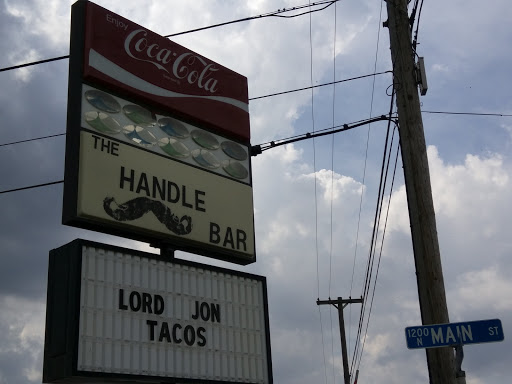 Enjoy
Coca-Cola
THE
HANDLE
BAR
LORD JON
TACOS
1200
N
MAIN ST